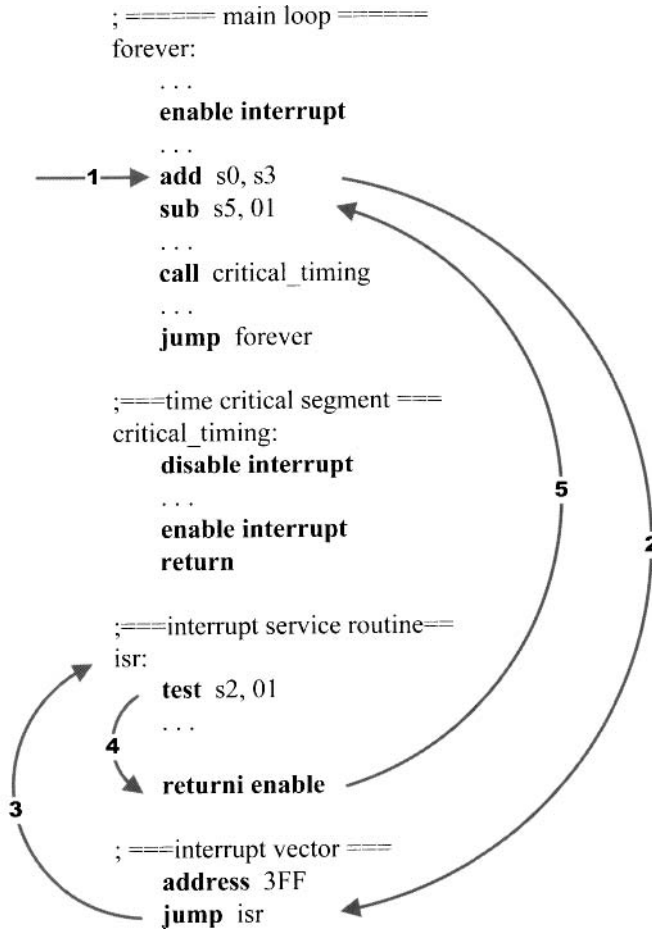 ; ====== main loop ======
forever:
. . .
enable interrupt
. . .
1 add s0, s3
sub s5, 01
. . .
call critical_timing
. . .
jump forever
;===time critical segment ===
critical_timing:
disable interrupt
. . .
5
enable interrupt
2
return
;===interrupt service routine==
isr:
test s2, 01
. . .
4
returni enable
3
; ===interrupt vector ===
address 3FF
jump isr